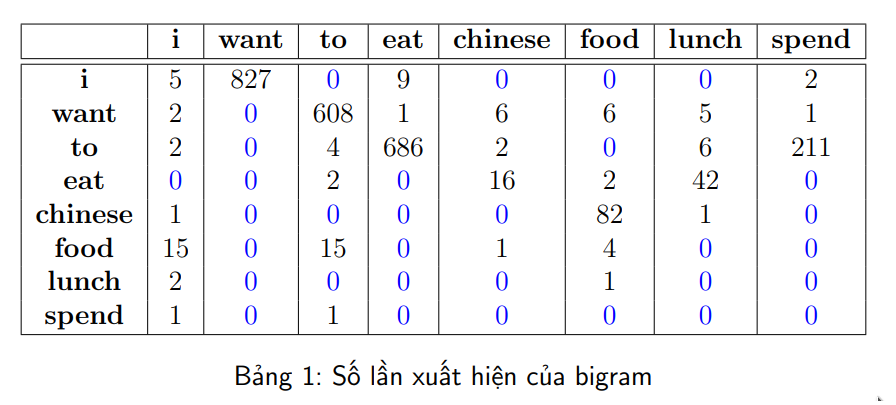 i want to eat chinese food lunch spend
i 5 827 0 9 0 0 0 2
want 2 0 608 1 6 6 5 1
to 2 0 4 686 2 0 6 211
eat 0 0 2 0 16 2 42 0
chinese 1 0 0 0 0 82 1 0
food 15 0 15 0 1 4 0 0
lunch 2 0 0 0 0 1 0 0
spend 1 0 1 0 0 0 0 0
Bảng 1: Số lần xuất hiện của bigram